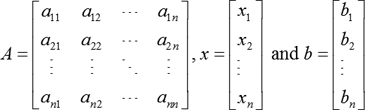 A = [a₁₁ a₁₂ ⋯ a₁ₙ; a₂₁ a₂₂ ⋯ a₂ₙ; ⋮ ⋮ ⋱ ⋮; aₙ₁ aₙ₂ ⋯ aₙₙ], x = [x₁; x₂; ⋮; xₙ] and b = [b₁; b₂; ⋮; bₙ]